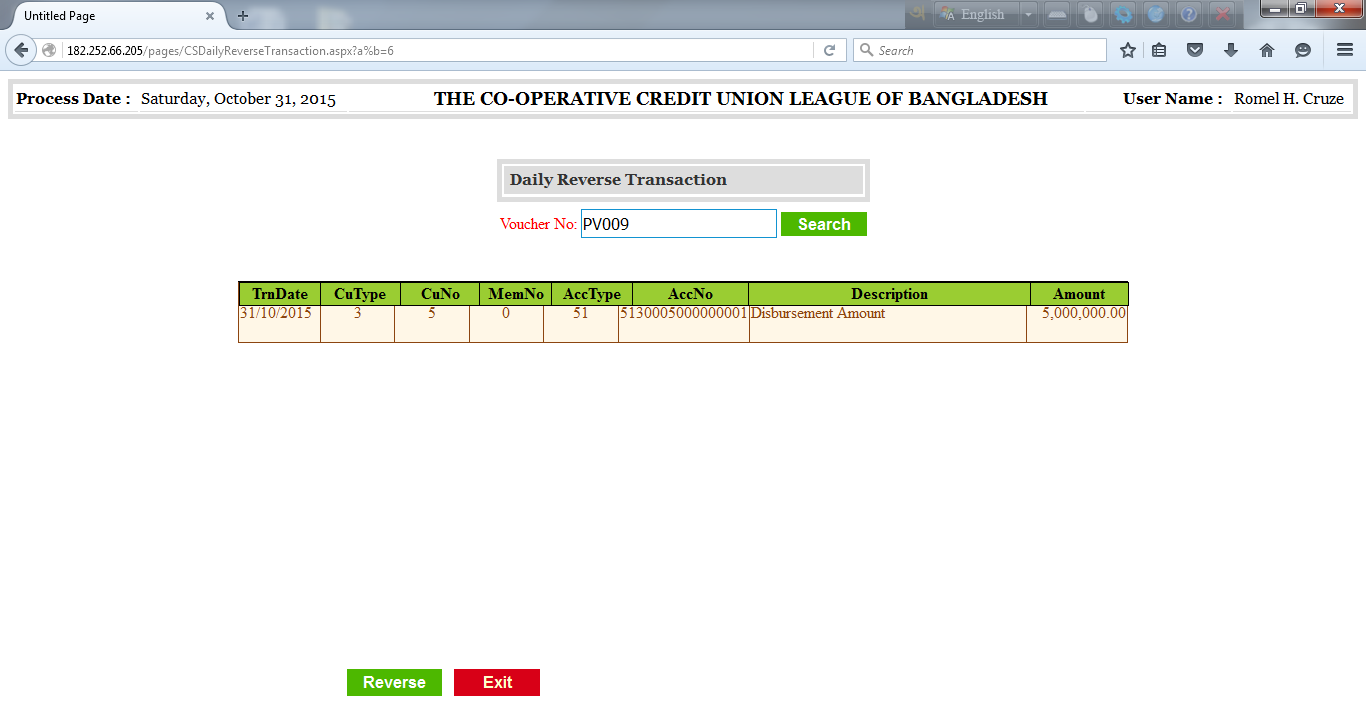 Untitled Page
English
182.252.66.205/pages/CSDailyReverseTransaction.aspx?a%b=6
Search
Process Date : Saturday, October 31, 2015 THE CO-OPERATIVE CREDIT UNION LEAGUE OF BANGLADESH User Name : Romel H. Cruze
Daily Reverse Transaction
Voucher No: PV009 Search
TrnDate CuType CuNo MemNo AccType AccNo Description Amount
31/10/2015 3 5 0 51 5130005000000001 Disbursement Amount 5,000,000.00
Reverse Exit